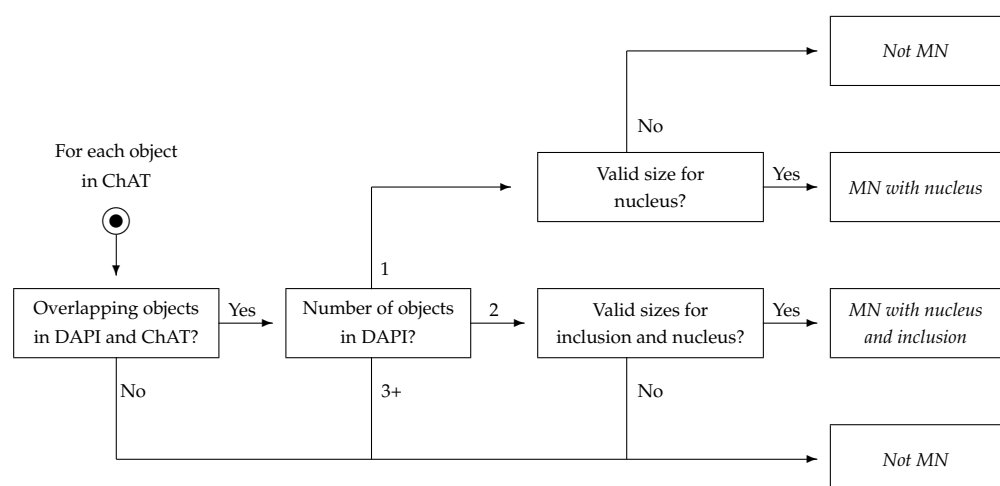 Not MN
No
For each object
in ChAT
Valid size for
nucleus?
Yes
MN with nucleus
1
Overlapping objects
in DAPI and ChAT?
Yes
Number of objects
in DAPI?
2
Valid sizes for
inclusion and nucleus?
Yes
MN with nucleus
and inclusion
No
3+
No
Not MN